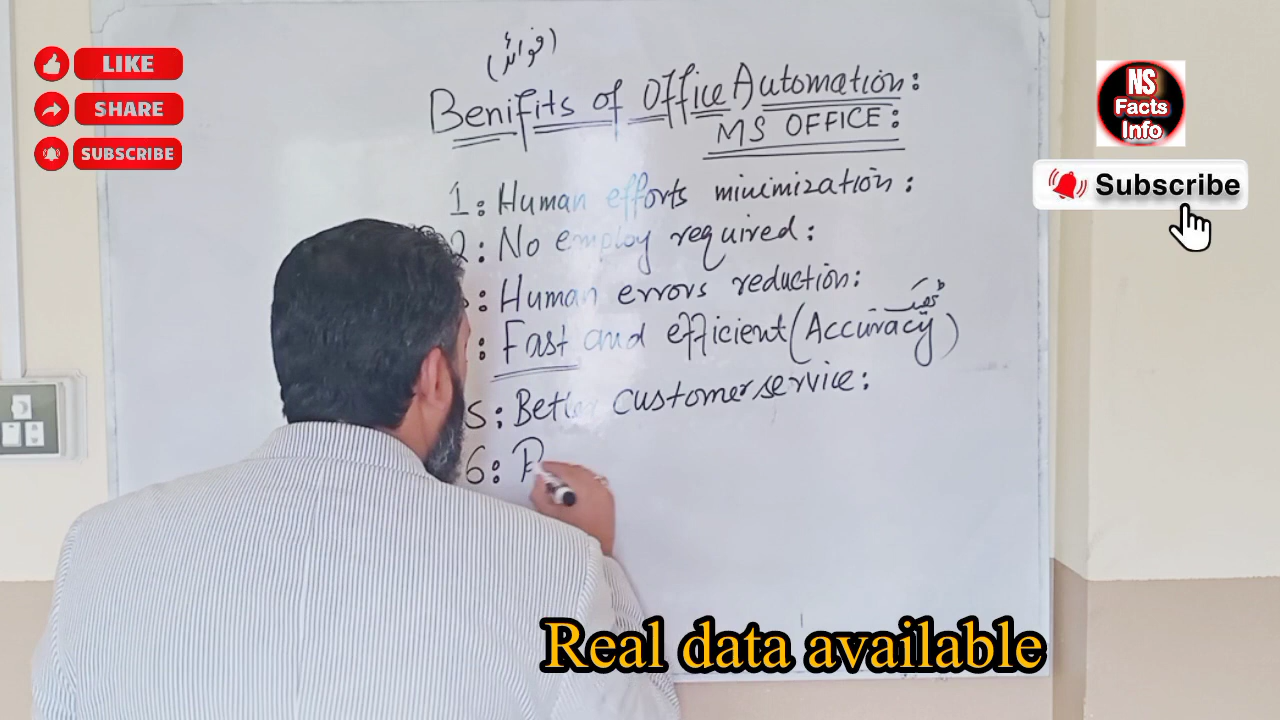 LIKE
SHARE
SUBSCRIBE
NS
Facts
Info
Subscribe
(فوائد)
Benifits of Office Automation:
MS OFFICE:
1: Human efforts minimization:
2: No employ required:
: Human errors reduction:
: Fast and efficient (Accuracy)
5: Better customer service:
6: R
Real data available